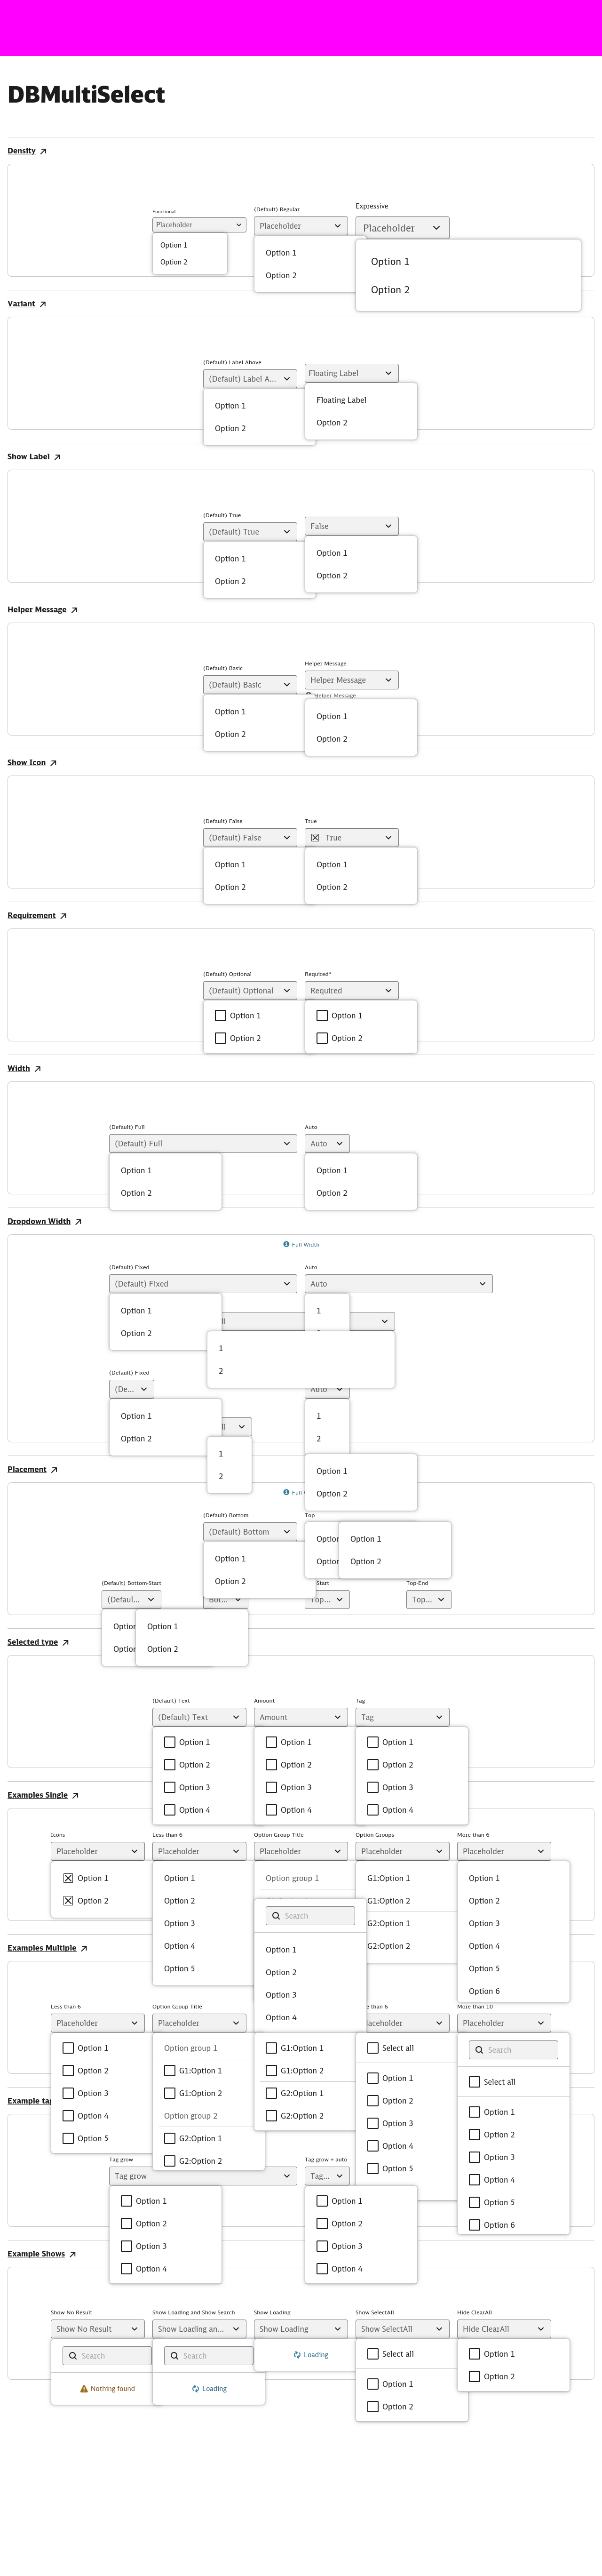 DBMultiSelect
Density
Functional
(Default) Regular
Expressive
Placeholder
Placeholder
Placeholder
Option 1
Option 2
Option 1
Option 2
Option 1
Option 2
Variant
(Default) Label Above
(Default) Label A...
Floating Label
Option 1
Option 2
Floating Label
Option 2
Show Label
(Default) True
(Default) True
False
Option 1
Option 2
Option 1
Option 2
Helper Message
(Default) Basic
Helper Message
(Default) Basic
Helper Message
Helper Message
Option 1
Option 2
Option 1
Option 2
Show Icon
(Default) False
True
(Default) False
True
Option 1
Option 2
Option 1
Option 2
Requirement
(Default) Optional
Required*
(Default) Optional
Required
Option 1
Option 2
Option 1
Option 2
Width
(Default) Full
Auto
(Default) Full
Auto
Option 1
Option 2
Option 1
Option 2
Dropdown Width
Full Width
(Default) Fixed
Auto
(Default) Fixed
Auto
Option 1
Option 2
1
1
2
(Default) Fixed
(De...
Auto
Option 1
Option 2
1
2
1
2
Option 1
Option 2
Placement
Full
(Default) Bottom
Top
(Default) Bottom
Option 1
Option 2
Option 1
Option 2
(Default) Bottom-Start
Start
Top-End
(Defaul...
Bot...
Top...
Top...
Option 1
Option 2
Selected type
(Default) Text
Amount
Tag
(Default) Text
Amount
Tag
Option 1
Option 2
Option 3
Option 4
Option 1
Option 2
Option 3
Option 4
Option 1
Option 2
Option 3
Option 4
Examples Single
Icons
Less than 6
Option Group Title
Option Groups
More than 6
Placeholder
Placeholder
Placeholder
Placeholder
Placeholder
Option 1
Option 2
Option 1
Option 2
Option 3
Option 4
Option 5
Option group 1
Search
Option 1
Option 2
Option 3
Option 4
G1:Option 1
G1:Option 2
G2:Option 1
G2:Option 2
Option 1
Option 2
Option 3
Option 4
Option 5
Option 6
Examples Multiple
Less than 6
Option Group Title
than 6
More than 10
Placeholder
Placeholder
laceholder
Placeholder
Option 1
Option 2
Option 3
Option 4
Option 5
Option group 1
G1:Option 1
G1:Option 2
Option group 2
G2:Option 1
G2:Option 2
G1:Option 1
G1:Option 2
G2:Option 1
G2:Option 2
Select all
Option 1
Option 2
Option 3
Option 4
Option 5
Search
Select all
Option 1
Option 2
Option 3
Option 4
Option 5
Option 6
Example tag
Tag grow
Tag grow + auto
Tag grow
Tag...
Option 1
Option 2
Option 3
Option 4
Option 1
Option 2
Option 3
Option 4
Example Shows
Show No Result
Show Loading and Show Search
Show Loading
Show SelectAll
Hide ClearAll
Show No Result
Show Loading an...
Show Loading
Show SelectAll
Hide ClearAll
Search
Nothing found
Search
Loading
Loading
Select all
Option 1
Option 2
Option 1
Option 2